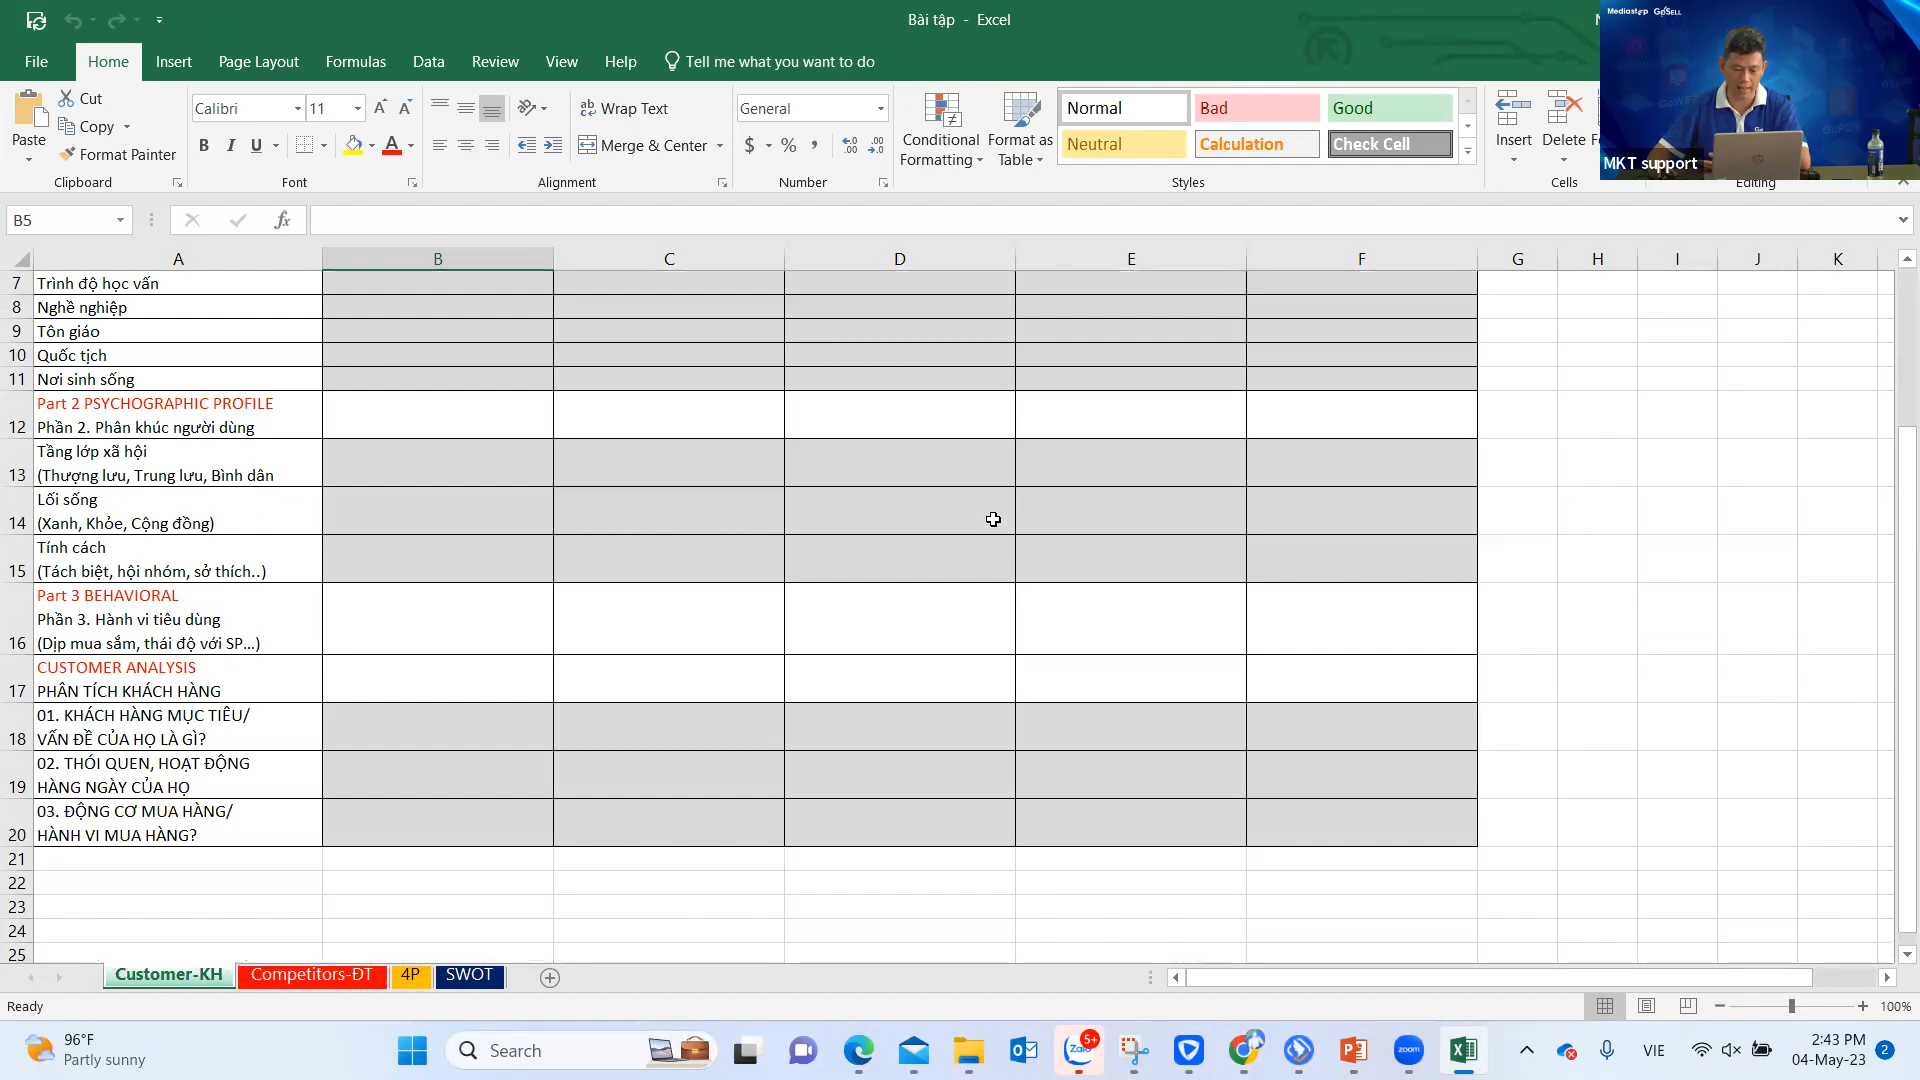 Bài tập - Excel
Mediastep GoSELL
File Home Insert Page Layout Formulas Data Review View Help Tell me what you want to do
Paste
Cut
Copy
Format Painter
Calibri 11
B I U
Wrap Text
Merge & Center
General
$ % ,
Conditional Formatting
Format as Table
Normal Bad Good
Neutral Calculation Check Cell
Insert Delete
MKT support
Clipboard Font Alignment Number Styles Cells Editing
B5 fx
A B C D E F G H I J K
7 Trình độ học vấn
8 Nghề nghiệp
9 Tôn giáo
10 Quốc tịch
11 Nơi sinh sống
Part 2 PSYCHOGRAPHIC PROFILE
12 Phần 2. Phân khúc người dùng
Tầng lớp xã hội
13 (Thượng lưu, Trung lưu, Bình dân
Lối sống
14 (Xanh, Khỏe, Cộng đồng)
Tính cách
15 (Tách biệt, hội nhóm, sở thích..)
Part 3 BEHAVIORAL
Phần 3. Hành vi tiêu dùng
16 (Dịp mua sắm, thái độ với SP...)
CUSTOMER ANALYSIS
17 PHÂN TÍCH KHÁCH HÀNG
01. KHÁCH HÀNG MỤC TIÊU/
18 VẤN ĐỀ CỦA HỌ LÀ GÌ?
02. THÓI QUEN, HOẠT ĐỘNG
19 HÀNG NGÀY CỦA HỌ
03. ĐỘNG CƠ MUA HÀNG/
20 HÀNH VI MUA HÀNG?
21
22
23
24
25
Customer-KH Competitors-ĐT 4P SWOT
Ready 100%
96°F
Partly sunny
Search
Zalo 5+
zoom
VIE
2:43 PM
04-May-23
2